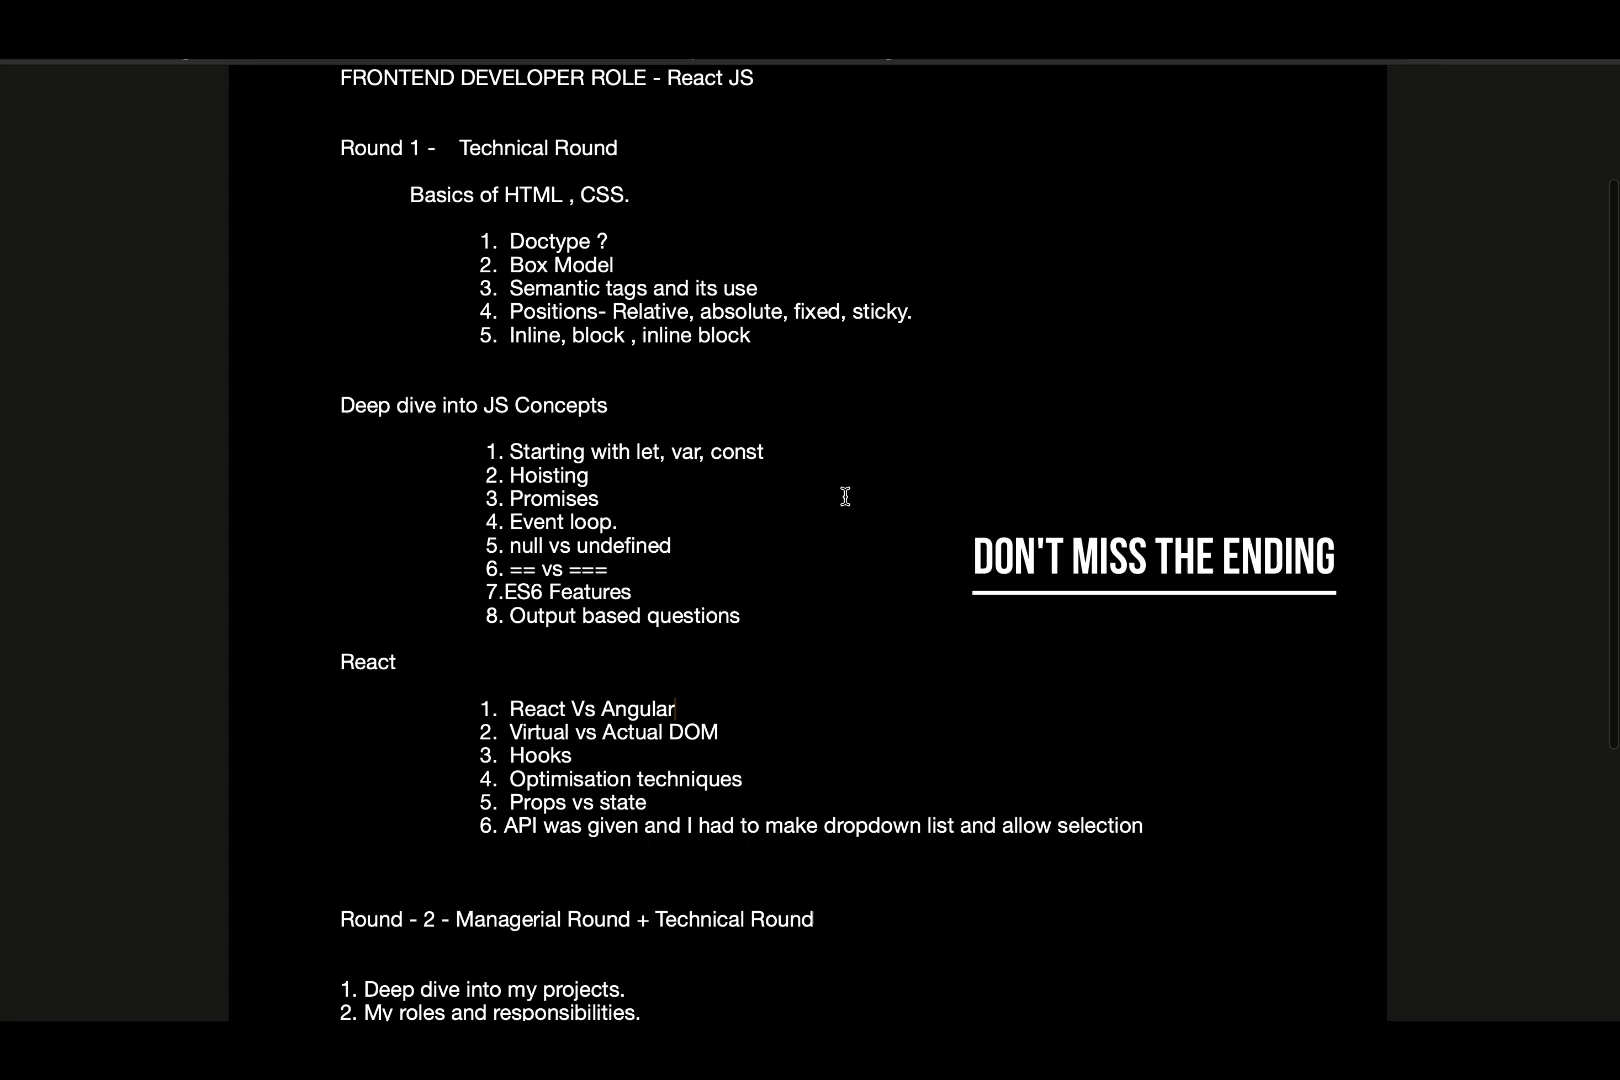 FRONTEND DEVELOPER ROLE - React JS
Round 1 - Technical Round
Basics of HTML , CSS.
1. Doctype ?
2. Box Model
3. Semantic tags and its use
4. Positions- Relative, absolute, fixed, sticky.
5. Inline, block , inline block
Deep dive into JS Concepts
1. Starting with let, var, const
2. Hoisting
3. Promises
4. Event loop.
5. null vs undefined
6. == vs ===
7.ES6 Features
8. Output based questions
DON'T MISS THE ENDING
React
1. React Vs Angular
2. Virtual vs Actual DOM
3. Hooks
4. Optimisation techniques
5. Props vs state
6. API was given and I had to make dropdown list and allow selection
Round - 2 - Managerial Round + Technical Round
1. Deep dive into my projects.
2. My roles and responsibilities.